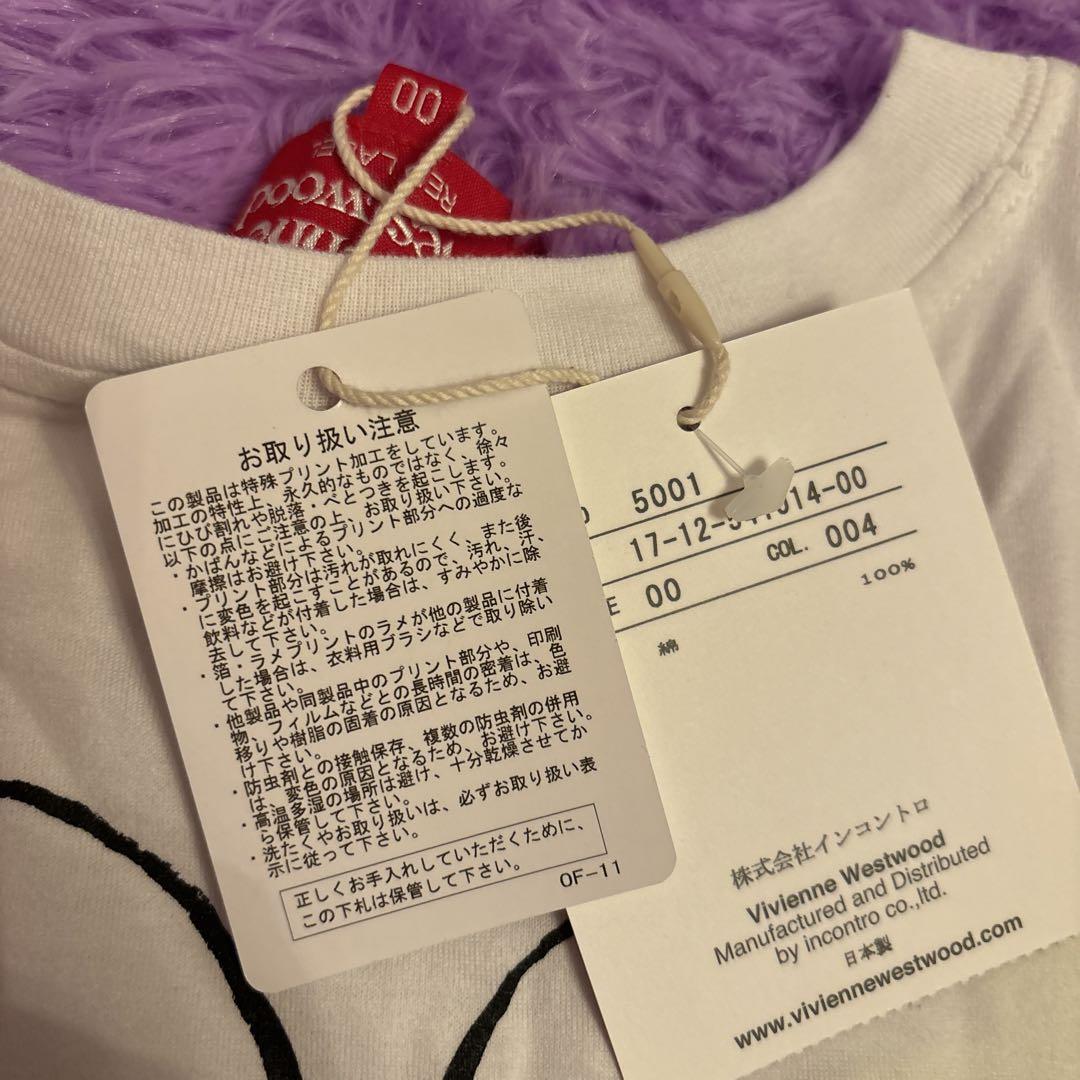 00
RED LABEL
お取り扱い注意
この製品は特殊プリント加工をしています。
加工の特性上、永久的なものではなく、徐々
にひび割れや脱落・べとつきを起こします。
以下の点にご注意の上、お取り扱い下さい。
・かばんなどによるプリント部分への過度な
摩擦はお避け下さい。
・プリント部分は汚れが取れにくく、また後
に変色を起こすことがあるので、汚れ、汗、
飲料などが付着した場合は、すみやかに除
去して下さい。
・箔・ラメプリントのラメが他の製品に付着
した場合は、衣料用ブラシなどで取り除い
て下さい。
・他製品や同製品中のプリント部分や、印刷
物、フィルムなどとの長時間の密着は、色
移りや樹脂の固着の原因となるため、お避
け下さい。
・防虫剤との接触保存、複数の防虫剤の併用
は、変色の原因となるため、お避け下さい。
・高温多湿の場所は避け、十分乾燥させてか
ら保管して下さい。
・洗たくやお取り扱いは、必ずお取り扱い表
示に従って下さい。
正しくお手入れしていただくために、
この下札は保管して下さい。
OF-11
5001
17-12-
014-00
COL. 004
00
綿 100%
株式会社インコントロ
Vivienne Westwood
Manufactured and Distributed
by incontro co.,ltd.
日本製
www.viviennewestwood.com